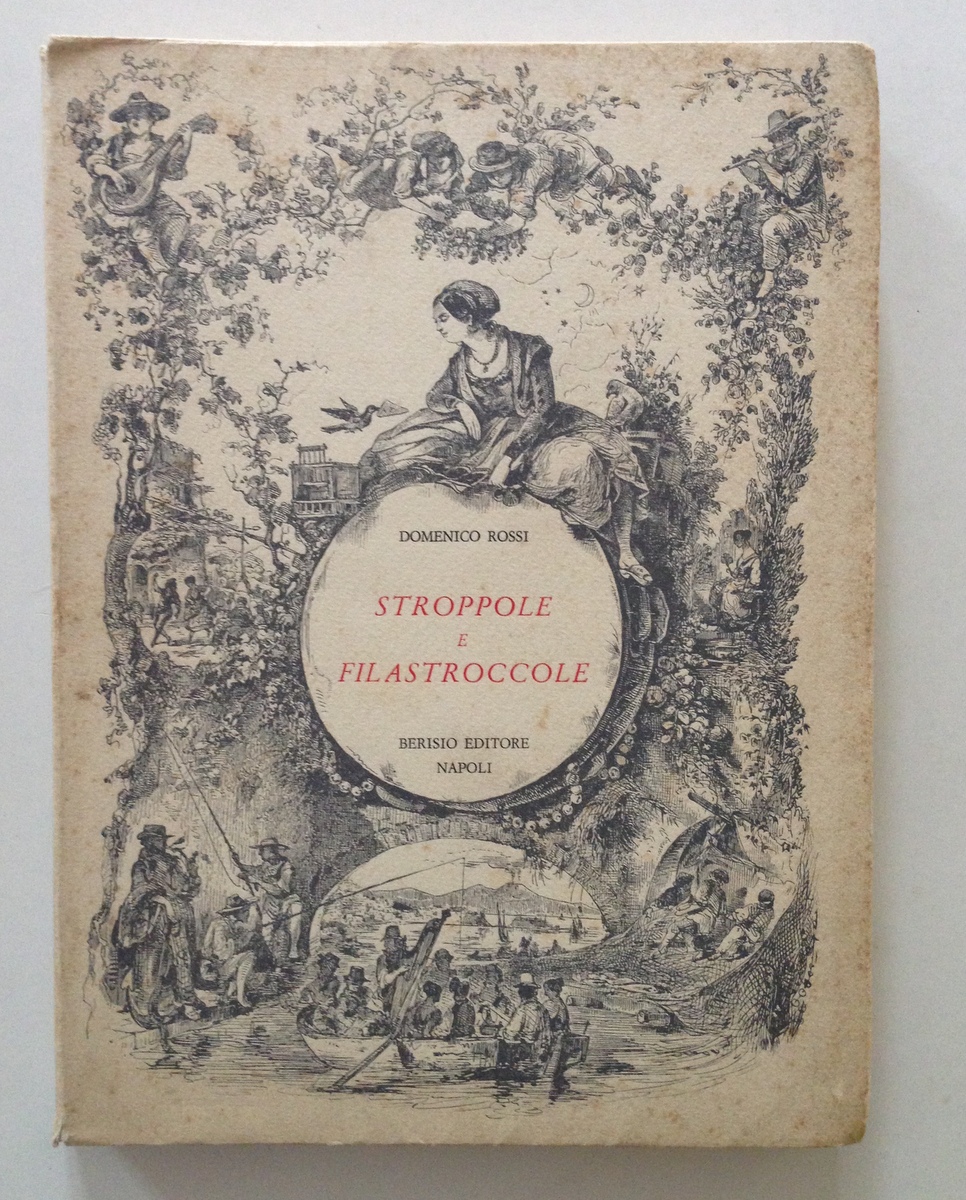 DOMENICO ROSSI
STROPPOLE
E
FILASTROCCOLE
BERISIO EDITORE
NAPOLI